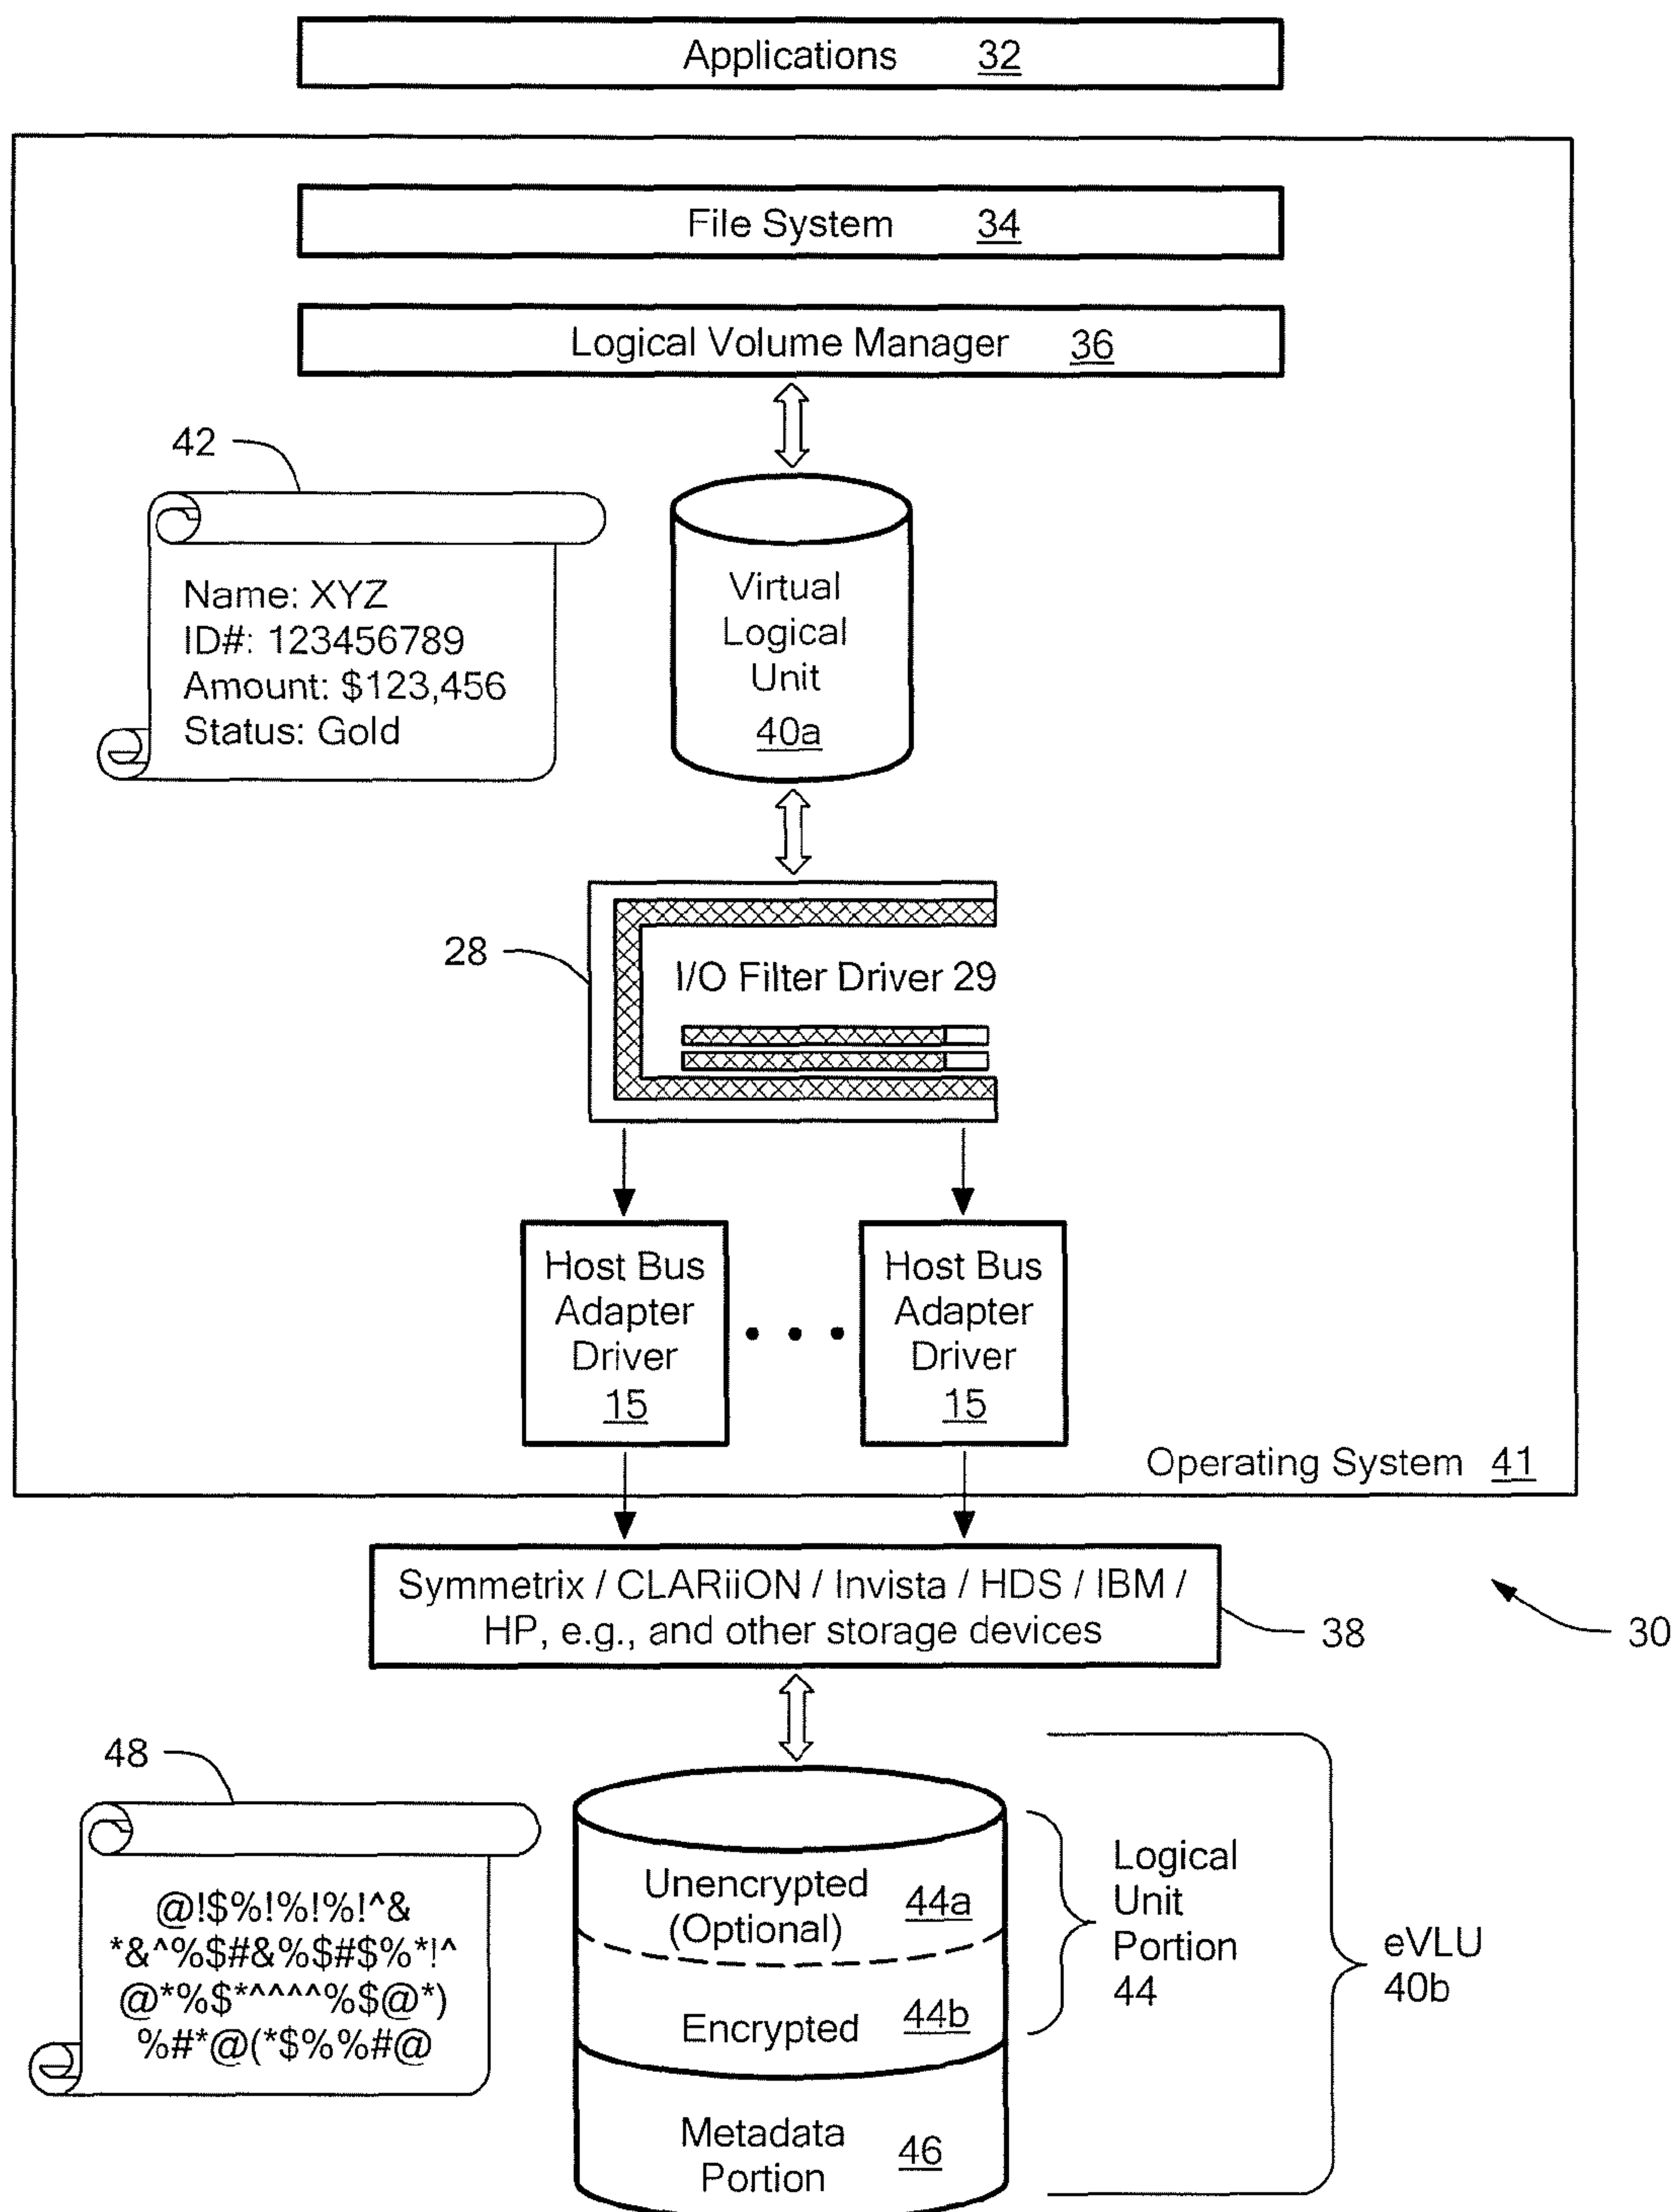 Applications 32
File System 34
Logical Volume Manager 36
42
Name: XYZ
ID#: 123456789
Amount: $123,456
Status: Gold
Virtual
Logical
Unit
40a
28
I/O Filter Driver 29
Host Bus
Adapter
Driver
15
Host Bus
Adapter
Driver
15
Operating System 41
Symmetrix / CLARiiON / Invista / HDS / IBM /
HP, e.g., and other storage devices
38
30
48
@!$%!%!%!^&
*&^%$#&%$#$%*!^
@*%$*^^^^%$@*)
%#*@(*$%%#@
Unencrypted
(Optional)
44a
Encrypted 44b
Metadata
Portion
46
Logical
Unit
Portion
44
eVLU
40b